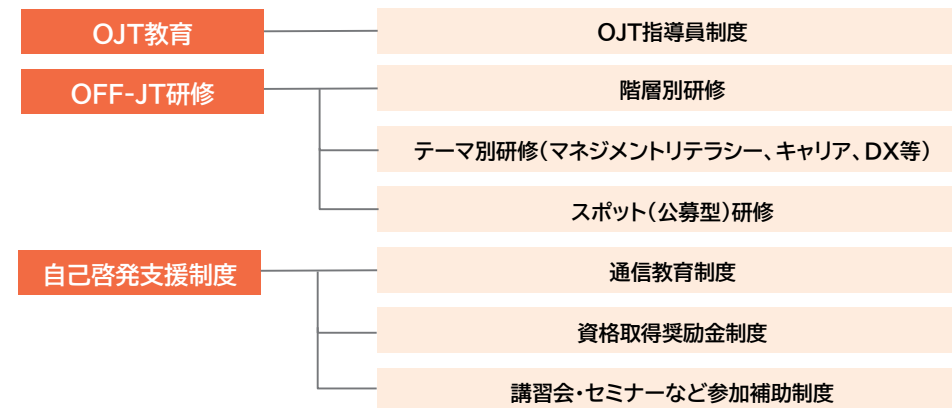 OJT教育
OJT指導員制度
OFF-JT研修
階層別研修
テーマ別研修(マネジメントリテラシー、キャリア、DX等)
スポット(公募型)研修
自己啓発支援制度
通信教育制度
資格取得奨励金制度
講習会・セミナーなど参加補助制度